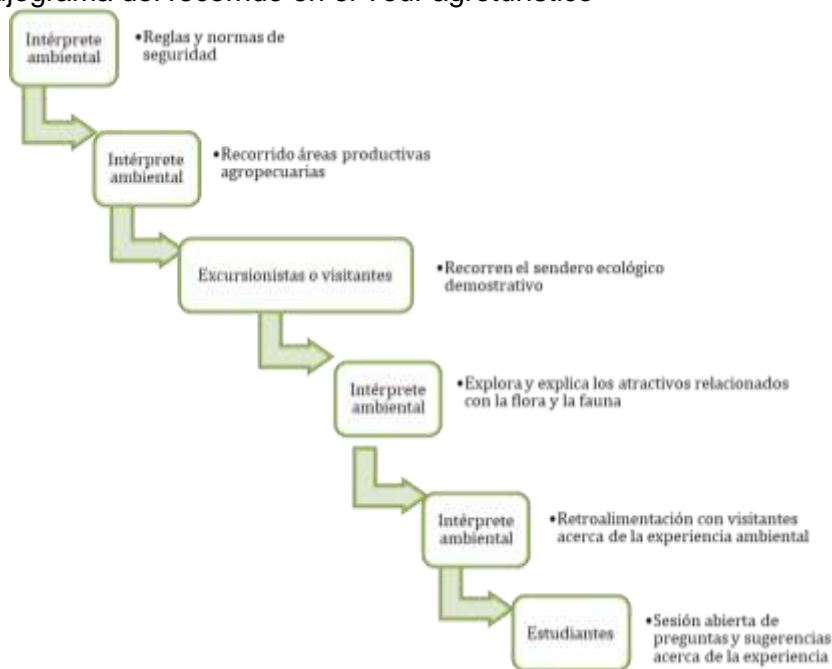 del recorrido en el Tour agroturístico
Intérprete
ambiental
•Reglas y normas de
seguridad
Intérprete
ambiental
•Recorrido áreas productivas
agropecuarias
Excursionistas o visitantes
•Recorren el sendero ecológico
demostrativo
Intérprete
ambiental
•Explora y explica los atractivos relacionados
con la flora y la fauna
Intérprete
ambiental
•Retroalimentación con visitantes
acerca de la experiencia ambiental
Estudiantes
•Sesión abierta de
preguntas y sugerencias
acerca de la experiencia